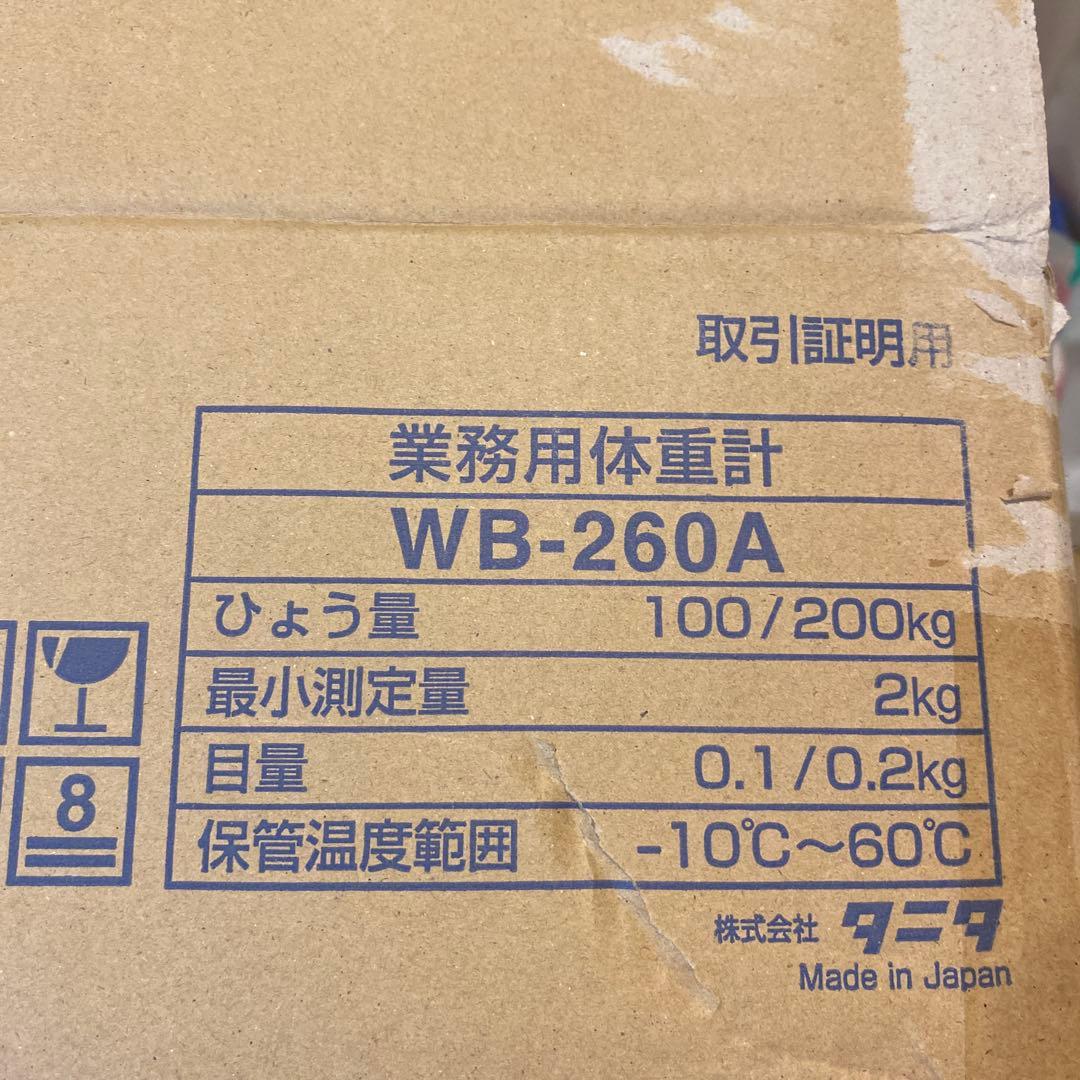 取引証明用
業務用体重計
WB-260A
ひょう量 100/200kg
最小測定量 2kg
目量 0.1/0.2kg
保管温度範囲 -10℃～60℃
8
株式会社 タニタ
Made in Japan